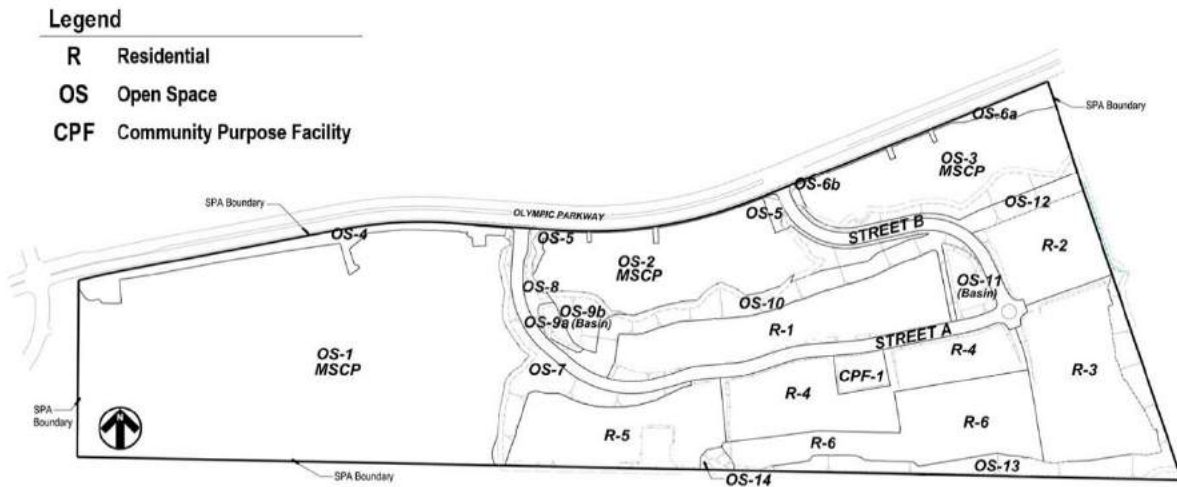 Legend
R Residential
OS Open Space
CPF Community Purpose Facility
SPA Boundary
OS-6a
OS-3
MSCP
OS-6b
SPA Boundary
OLYMPIC PARKWAY
OS-5
OS-12
OS-4
OS-5
STREET B
R-2
OS-2
MSCP
OS-8
OS-10
OS-11
(Basin)
OS-9b
OS-9a (Basin)
R-1
STREET A
OS-1
MSCP
OS-7
R-4
CPF-1
R-3
R-4
SPA
Boundary
N
R-5
R-6
R-6
OS-13
SPA Boundary
OS-14